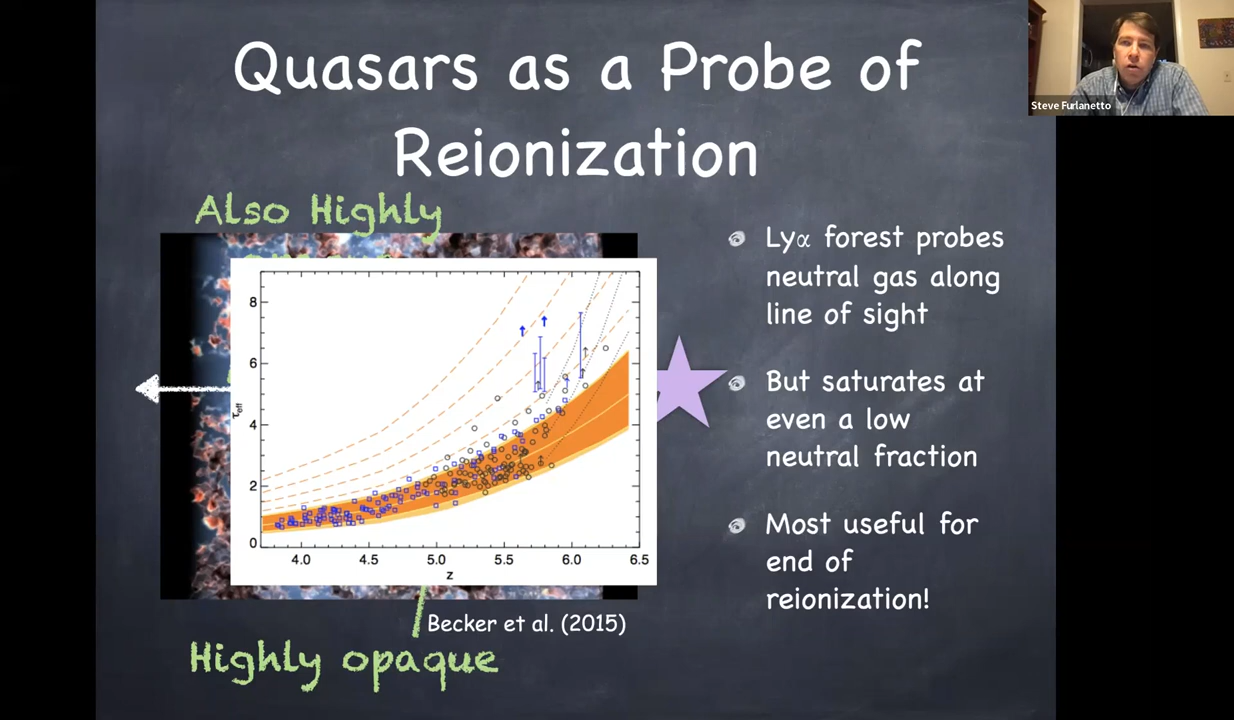 Quasars as a Probe of
Reionization
Steve Furlanetto
Also Highly
Lyα forest probes
neutral gas along
line of sight
But saturates at
even a low
neutral fraction
Most useful for
end of
reionization!
τeff
8
6
4
2
0
4.0 4.5 5.0 5.5 6.0 6.5
z
Becker et al. (2015)
Highly opaque